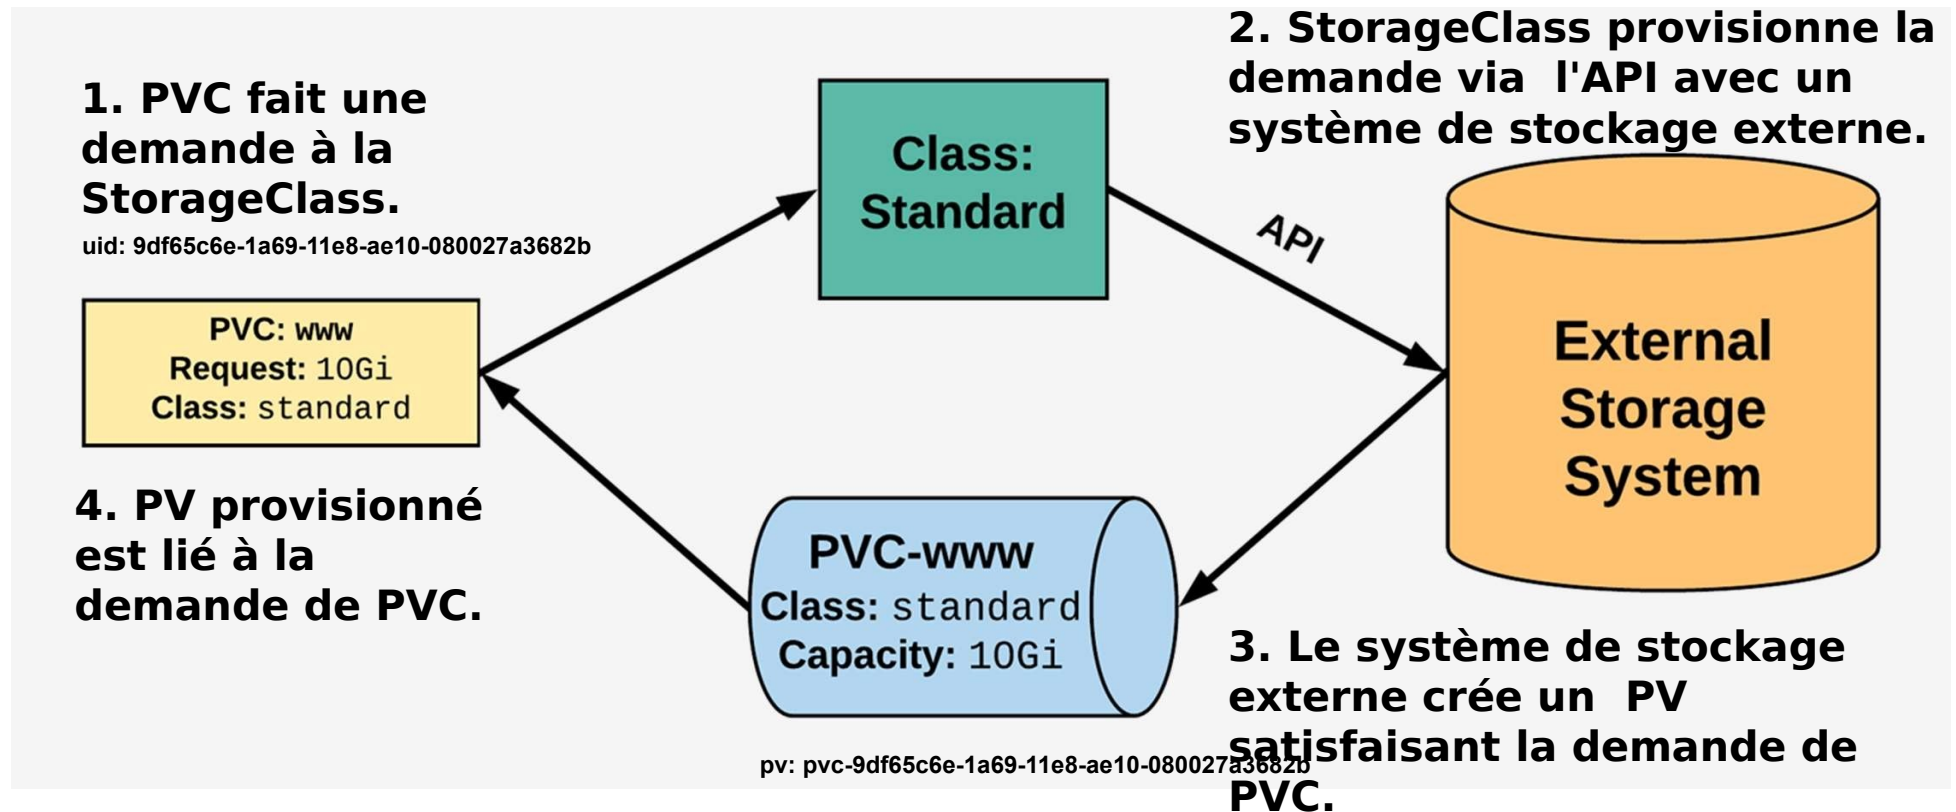 1. PVC fait une
demande à la
StorageClass.
uid: 9df65c6e-1a69-11e8-ae10-080027a3682b
PVC: www
Request: 10Gi
Class: standard
Class:
Standard
2. StorageClass provisionne la
demande via  l'API avec un
système de stockage externe.
API
External
Storage
System
4. PV provisionné
est lié à la
demande de PVC.
PVC-www
Class: standard
Capacity: 10Gi
pv: pvc-9df65c6e-1a69-11e8-ae10-080027a3682b
3. Le système de stockage
externe crée un  PV
satisfaisant la demande de
PVC.